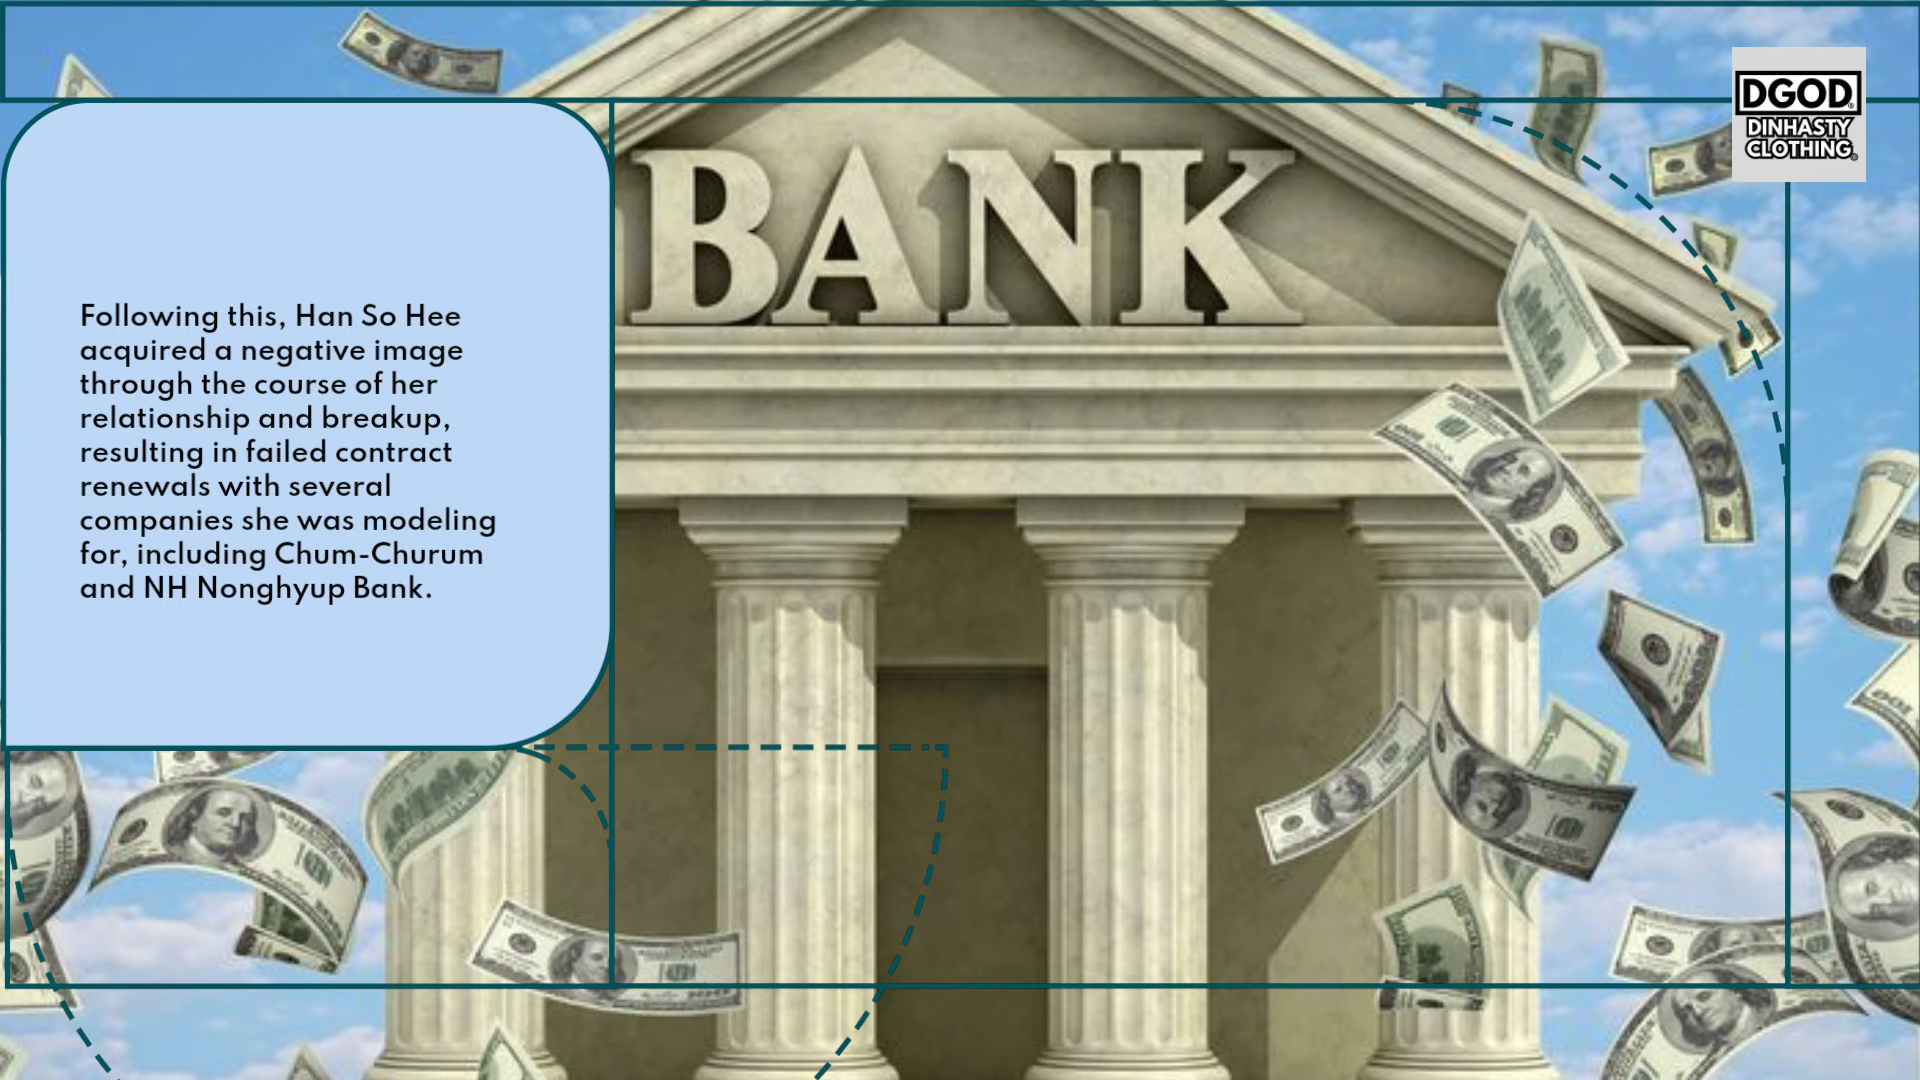 BANK
DGOD
DINHASTY
CLOTHING
Following this, Han So Hee
acquired a negative image
through the course of her
relationship and breakup,
resulting in failed contract
renewals with several
companies she was modeling
for, including Chum-Churum
and NH Nonghyup Bank.